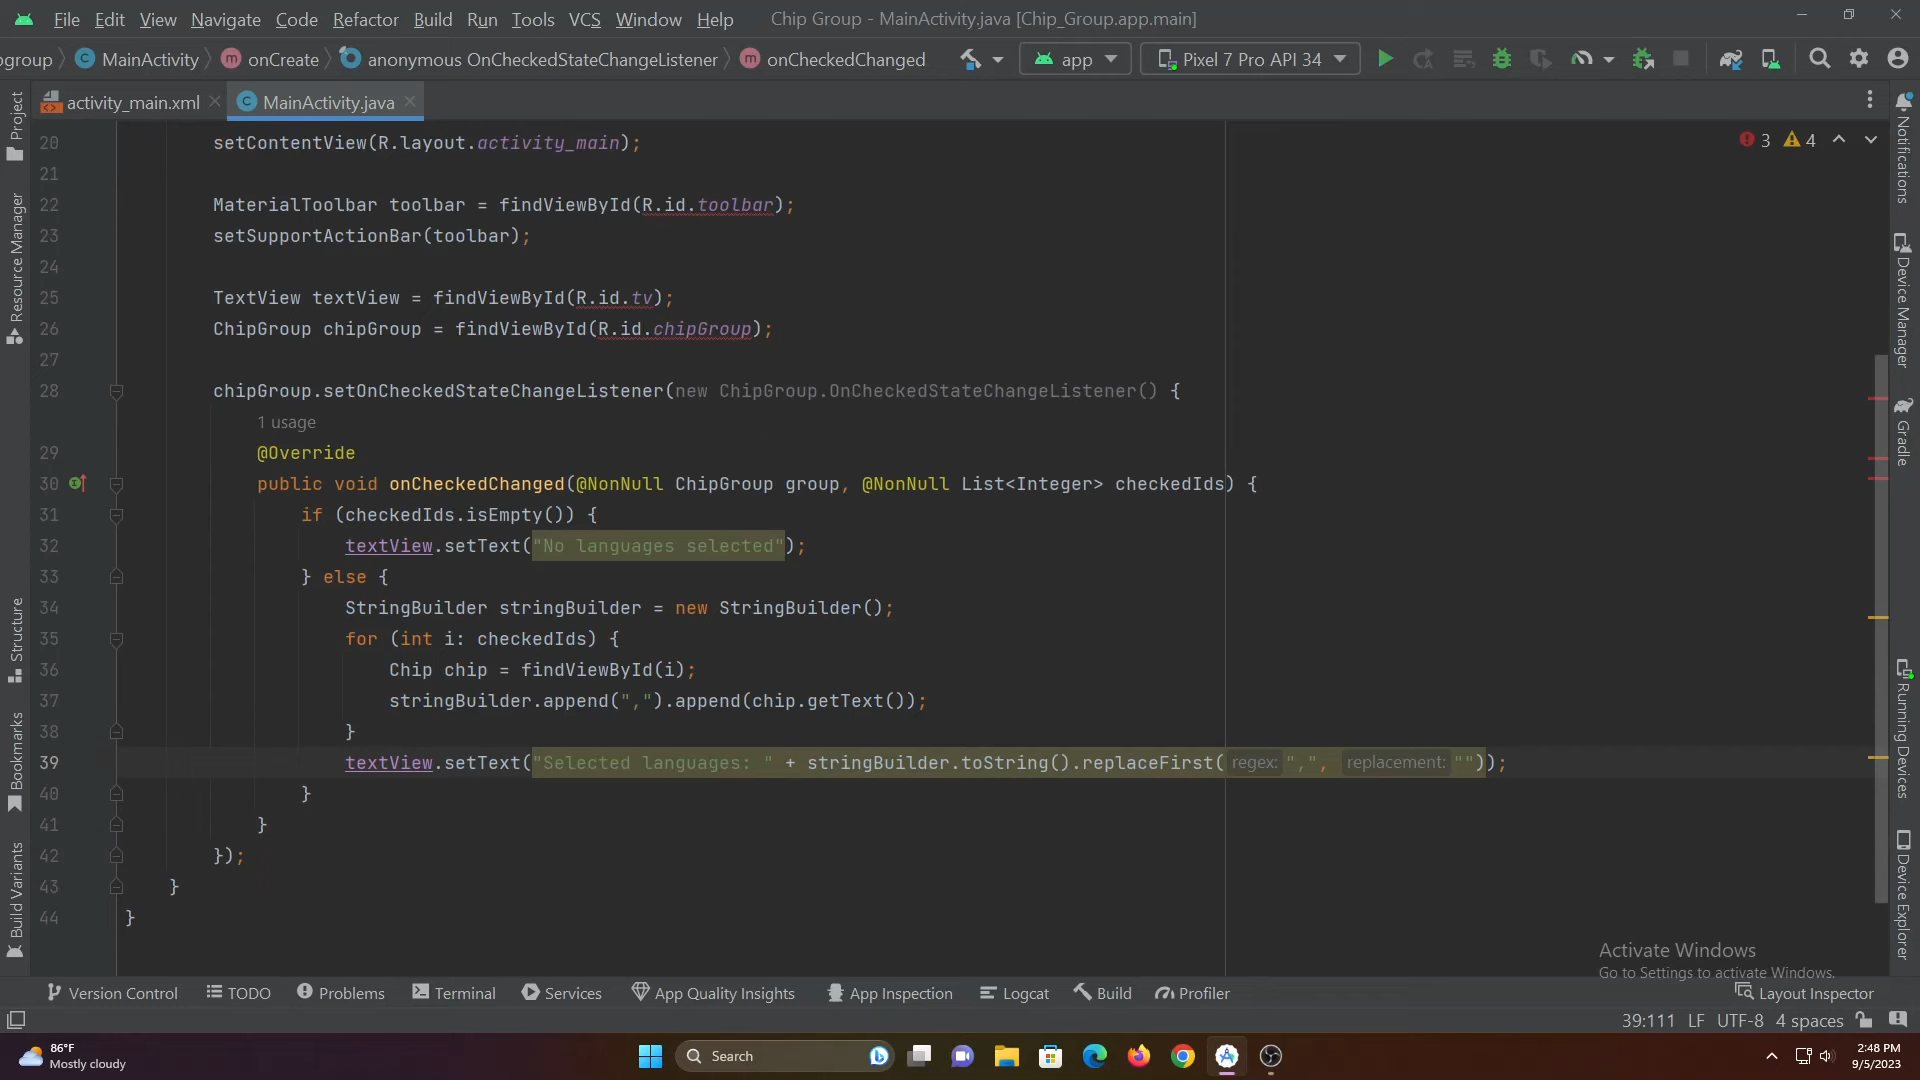 File Edit View Navigate Code Refactor Build Run Tools VCS Window Help Chip Group - MainActivity.java [Chip_Group.app.main]
MainActivity onCreate anonymous OnCheckedStateChangeListener onCheckedChanged app Pixel 7 Pro API 34
activity_main.xml MainActivity.java
3 4
20 setContentView(R.layout.activity_main);
21
22 MaterialToolbar toolbar = findViewById(R.id.toolbar);
23 setSupportActionBar(toolbar);
24
25 TextView textView = findViewById(R.id.tv);
26 ChipGroup chipGroup = findViewById(R.id.chipGroup);
27
28 chipGroup.setOnCheckedStateChangeListener(new ChipGroup.OnCheckedStateChangeListener() {
1 usage
29 @Override
30 public void onCheckedChanged(@NonNull ChipGroup group, @NonNull List<Integer> checkedIds) {
31 if (checkedIds.isEmpty()) {
32 textView.setText("No languages selected");
33 } else {
34 StringBuilder stringBuilder = new StringBuilder();
35 for (int i: checkedIds) {
36 Chip chip = findViewById(i);
37 stringBuilder.append(",").append(chip.getText());
38 }
39 textView.setText("Selected languages: " + stringBuilder.toString().replaceFirst( regex: ",", replacement: ""));
40 }
41 }
42 });
43 }
44 }
Project
Resource Manager
Structure
Bookmarks
Build Variants
Notifications
Device Manager
Gradle
Running Devices
Device Explorer
Activate Windows
Go to Settings to activate Windows.
Version Control TODO Problems Terminal Services App Quality Insights App Inspection Logcat Build Profiler Layout Inspector
39:111 LF UTF-8 4 spaces
86°F
Mostly cloudy
Search
2:48 PM
9/5/2023